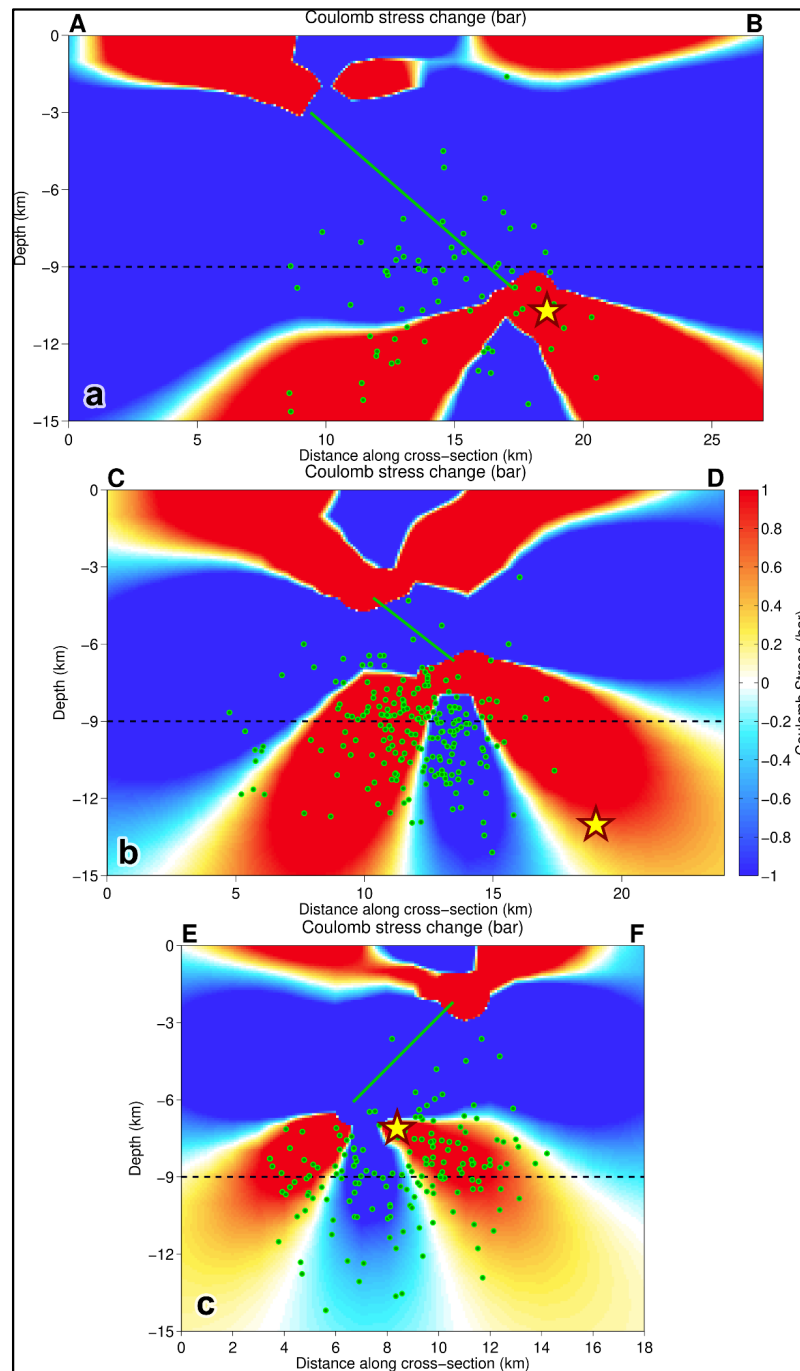 A Coulomb stress change (bar) B
0
−3
−6
−9
−12
−15
Depth (km)
a
0 5 10 15 20 25
Distance along cross−section (km)
C Coulomb stress change (bar) D
0
−3
−6
−9
−12
−15
Depth (km)
b
0 5 10 15 20
Distance along cross−section (km)
1
0.8
0.6
0.4
0.2
0
−0.2
−0.4
−0.6
−0.8
−1
Coulomb Stress (bar)
E Coulomb stress change (bar) F
0
−3
−6
−9
−12
−15
Depth (km)
c
0 2 4 6 8 10 12 14 16 18
Distance along cross−section (km)